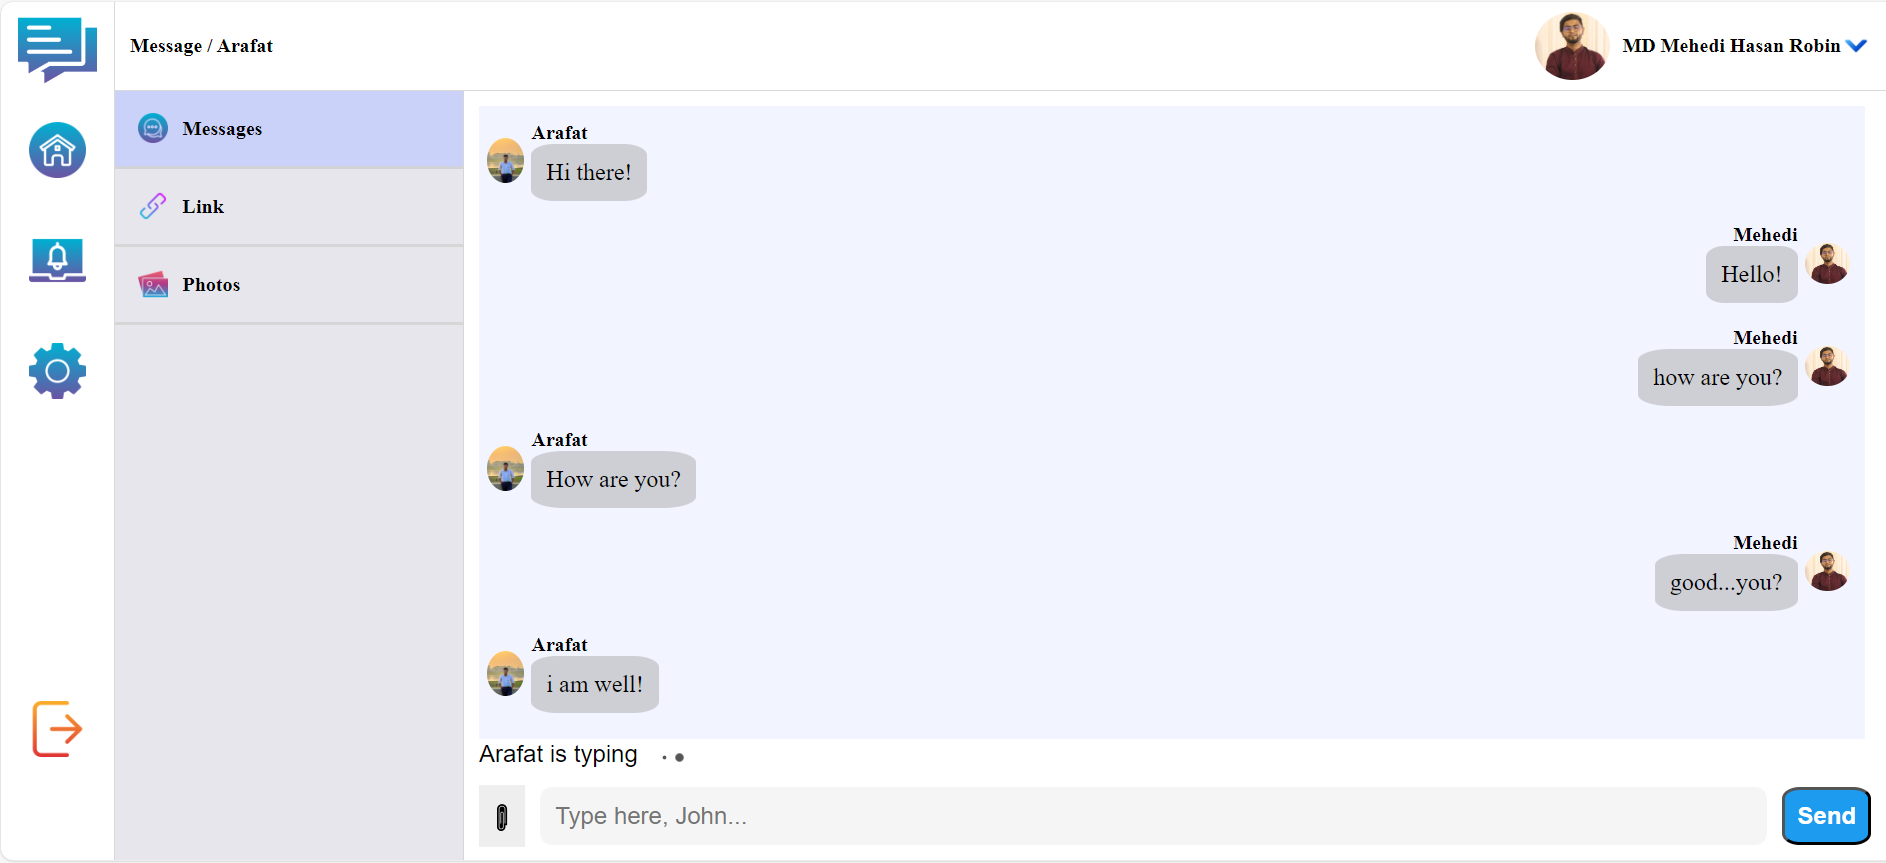 Message / Arafat
MD Mehedi Hasan Robin
Messages
Link
Photos
Arafat
Hi there!
Mehedi
Hello!
Mehedi
how are you?
Arafat
How are you?
Mehedi
good...you?
Arafat
i am well!
Arafat is typing
Type here, John...
Send